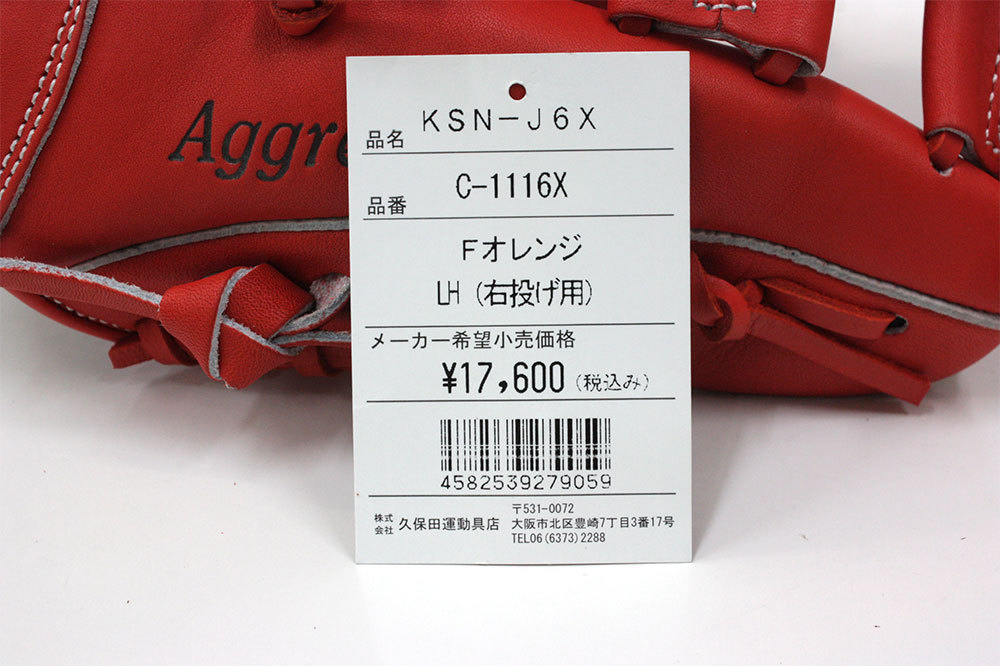 Aggre
品名 KSN-J6X
品番 C-1116X
Fオレンジ
LH (右投げ用)
メーカー希望小売価格
¥17,600 (税込み)
4582539279059
株式会社 久保田運動具店
〒531-0072
大阪市北区豊崎7丁目3番17号
TEL06(6373)2288